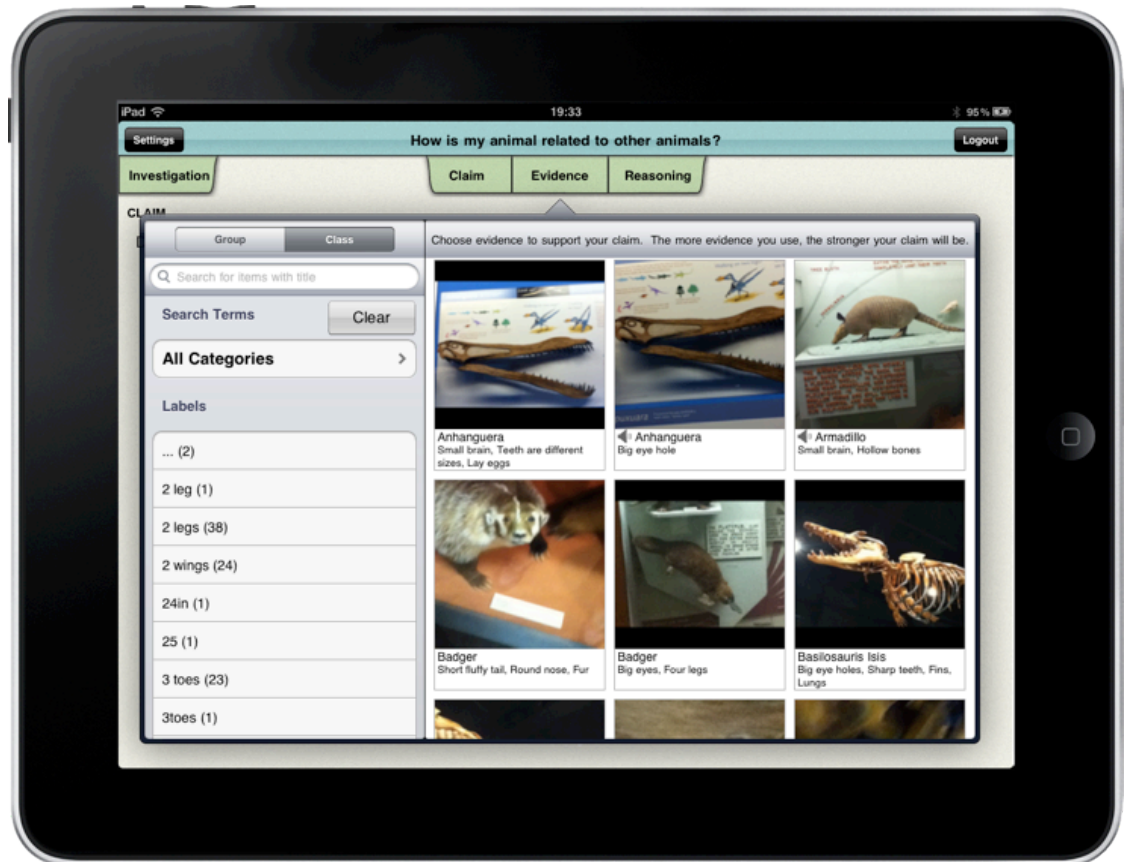 iPad
19:33
95%
Settings
How is my animal related to other animals?
Logout
Investigation
Claim
Evidence
Reasoning
CLAIM
Group
Class
Choose evidence to support your claim. The more evidence you use, the stronger your claim will be.
Search for items with title
Search Terms
Clear
All Categories
Labels
... (2)
2 leg (1)
2 legs (38)
2 wings (24)
24in (1)
25 (1)
3 toes (23)
3toes (1)
Anhanguera
Small brain, Teeth are different
sizes, Lay eggs
Anhanguera
Big eye hole
Armadillo
Small brain, Hollow bones
Badger
Short fluffy tail, Round nose, Fur
Badger
Big eyes, Four legs
Basilosauris Isis
Big eye holes, Sharp teeth, Fins,
Lungs